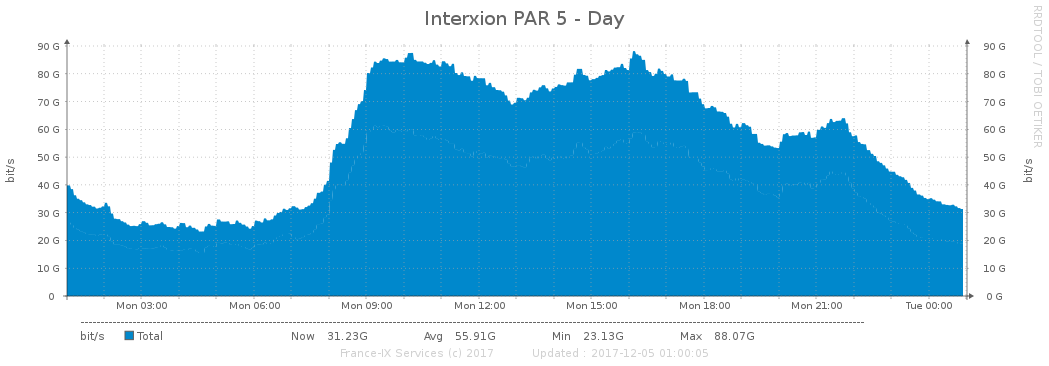 Interxion PAR 5 - Day
RRDTOOL / TOBI OETIKER
90 G 90 G
80 G 80 G
70 G 70 G
60 G 60 G
50 G 50 G
40 G 40 G
30 G 30 G
20 G 20 G
10 G 10 G
0 0 G
bit/s bit/s
Mon 03:00 Mon 06:00 Mon 09:00 Mon 12:00 Mon 15:00 Mon 18:00 Mon 21:00 Tue 00:00
bit/s Total Now 31.23G Avg 55.91G Min 23.13G Max 88.07G
France-IX Services (c) 2017 Updated : 2017-12-05 01:00:05